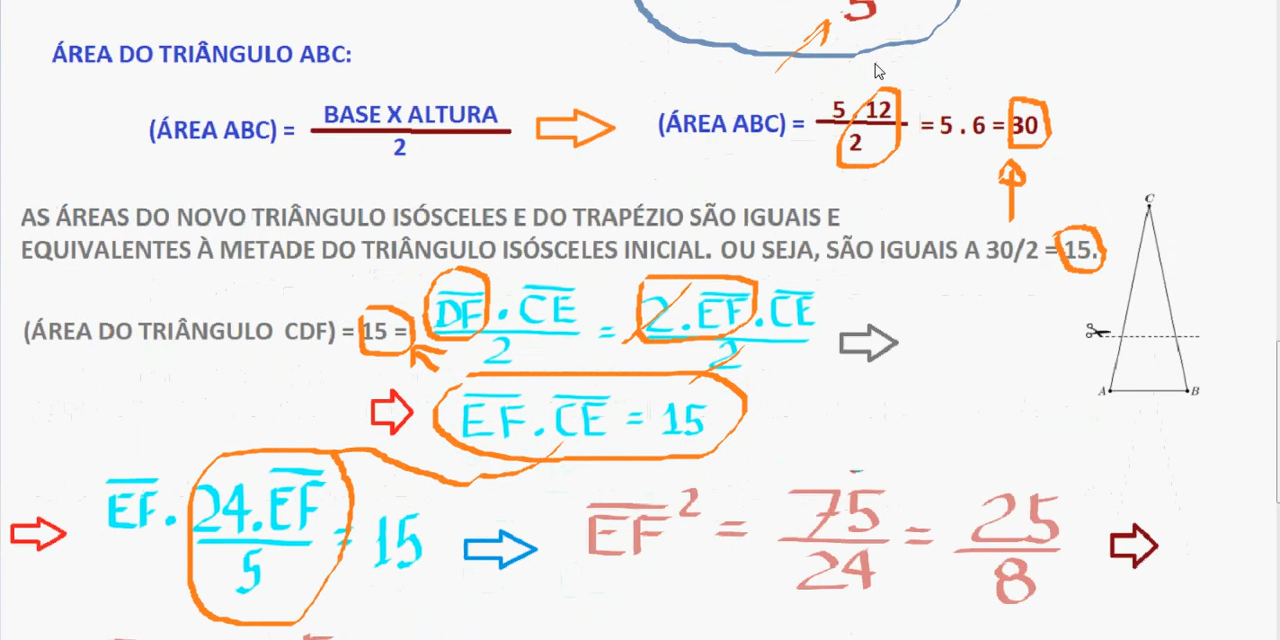 5
ÁREA DO TRIÂNGULO ABC:
(ÁREA ABC) = BASE X ALTURA / 2 (ÁREA ABC) = 5 . 12 / 2 = 5 . 6 = 30
AS ÁREAS DO NOVO TRIÂNGULO ISÓSCELES E DO TRAPÉZIO SÃO IGUAIS E
EQUIVALENTES À METADE DO TRIÂNGULO ISÓSCELES INICIAL. OU SEJA, SÃO IGUAIS A 30/2 = 15.
C
(ÁREA DO TRIÂNGULO CDF) = 15 = DF . CE / 2 = 2 . EF . CE / 2
A B
EF . CE = 15
EF . 24 . EF / 5 = 15 EF² = 75 / 24 = 25 / 8